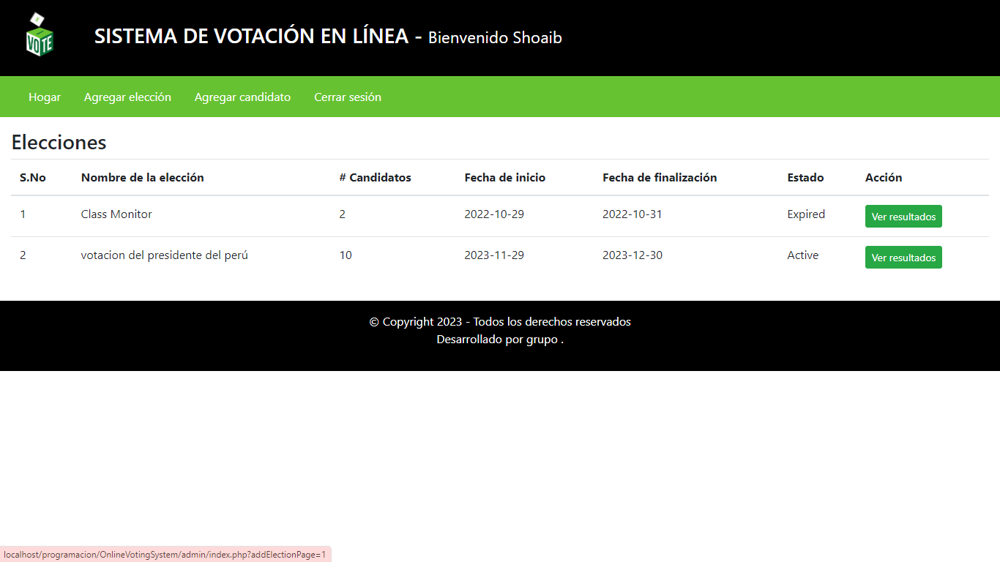 VOTE
SISTEMA DE VOTACIÓN EN LÍNEA - Bienvenido Shoaib
Hogar Agregar elección Agregar candidato Cerrar sesión
Elecciones
S.No Nombre de la elección # Candidatos Fecha de inicio Fecha de finalización Estado Acción
1 Class Monitor 2 2022-10-29 2022-10-31 Expired Ver resultados
2 votacion del presidente del perú 10 2023-11-29 2023-12-30 Active Ver resultados
© Copyright 2023 - Todos los derechos reservados
Desarrollado por grupo .
localhost/programacion/OnlineVotingSystem/admin/index.php?addElectionPage=1